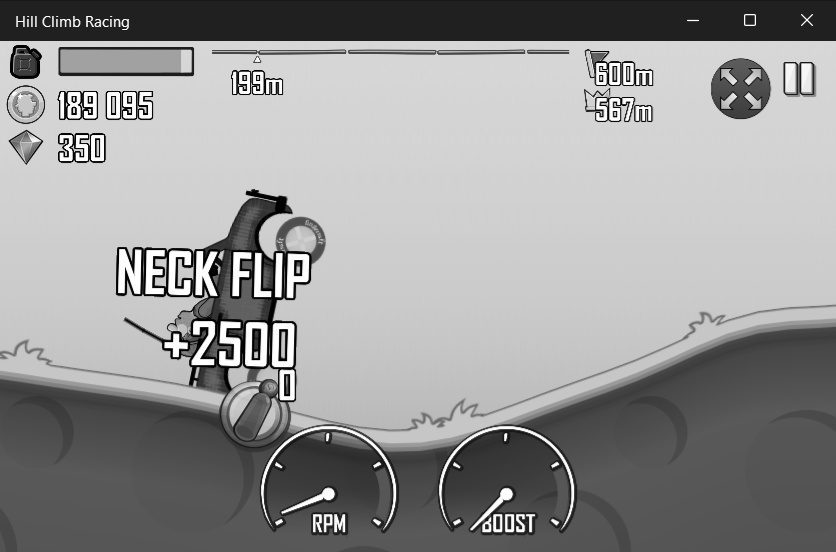 Hill Climb Racing
199m
600m
567m
189 095
350
NECK FLIP
+2500
0
RPM
BOOST